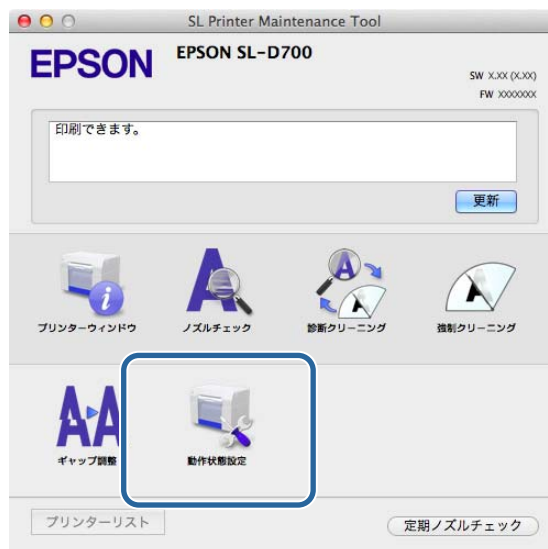 SL Printer Maintenance Tool
EPSON
EPSON SL-D700
SW X.XX (X.XX)
FW XXXXXXX
印刷できます。
更新
プリンターウィンドウ
ノズルチェック
診断クリーニング
強制クリーニング
ギャップ調整
動作状態設定
プリンターリスト
定期ノズルチェック